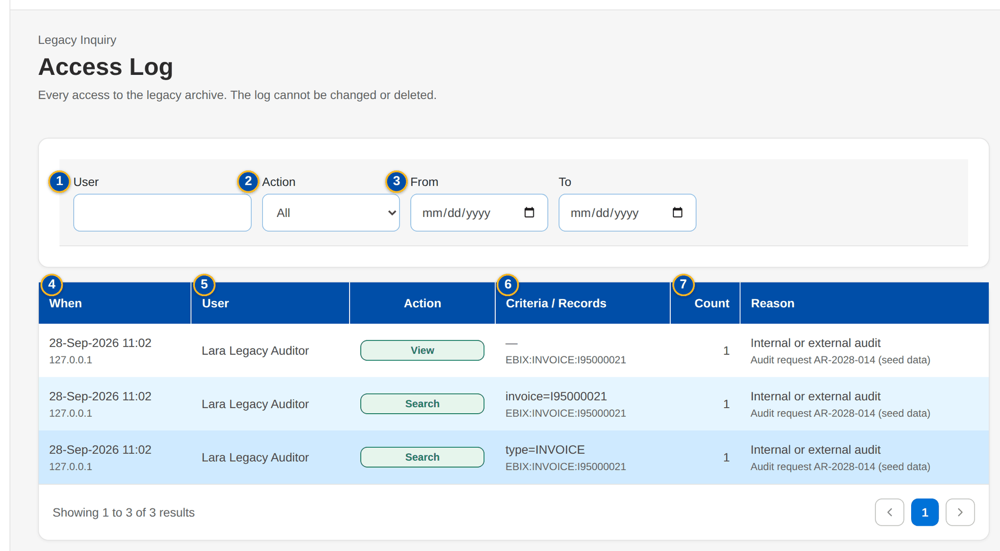 Legacy Inquiry
Access Log
Every access to the legacy archive. The log cannot be changed or deleted.
1 User 2 Action 3 From To
All mm/dd/yyyy mm/dd/yyyy
4 5 6 7
When User Action Criteria / Records Count Reason
28-Sep-2026 11:02 Lara Legacy Auditor View — 1 Internal or external audit
127.0.0.1 EBIX:INVOICE:I95000021 Audit request AR-2028-014 (seed data)
28-Sep-2026 11:02 Lara Legacy Auditor Search invoice=I95000021 1 Internal or external audit
127.0.0.1 EBIX:INVOICE:I95000021 Audit request AR-2028-014 (seed data)
28-Sep-2026 11:02 Lara Legacy Auditor Search type=INVOICE 1 Internal or external audit
127.0.0.1 EBIX:INVOICE:I95000021 Audit request AR-2028-014 (seed data)
Showing 1 to 3 of 3 results 1